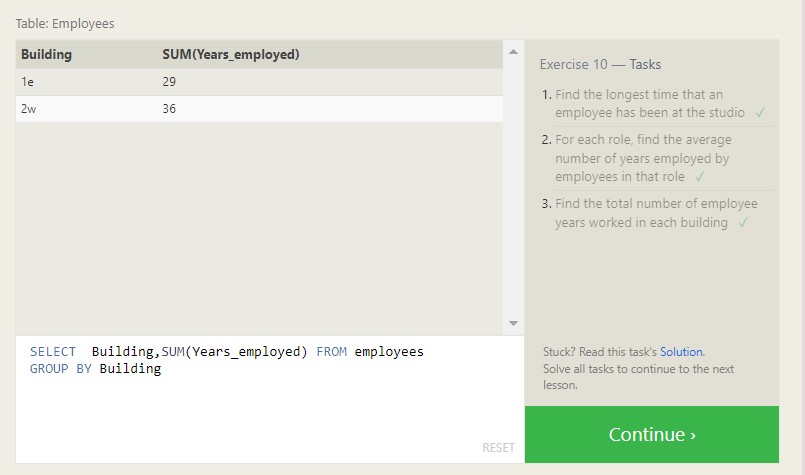 Table: Employees
Building SUM(Years_employed)
1e 29
2w 36
SELECT  Building,SUM(Years_employed) FROM employees
GROUP BY Building
RESET
Exercise 10 — Tasks
1. Find the longest time that an
employee has been at the studio ✓
2. For each role, find the average
number of years employed by
employees in that role ✓
3. Find the total number of employee
years worked in each building ✓
Stuck? Read this task's Solution.
Solve all tasks to continue to the next
lesson.
Continue ›